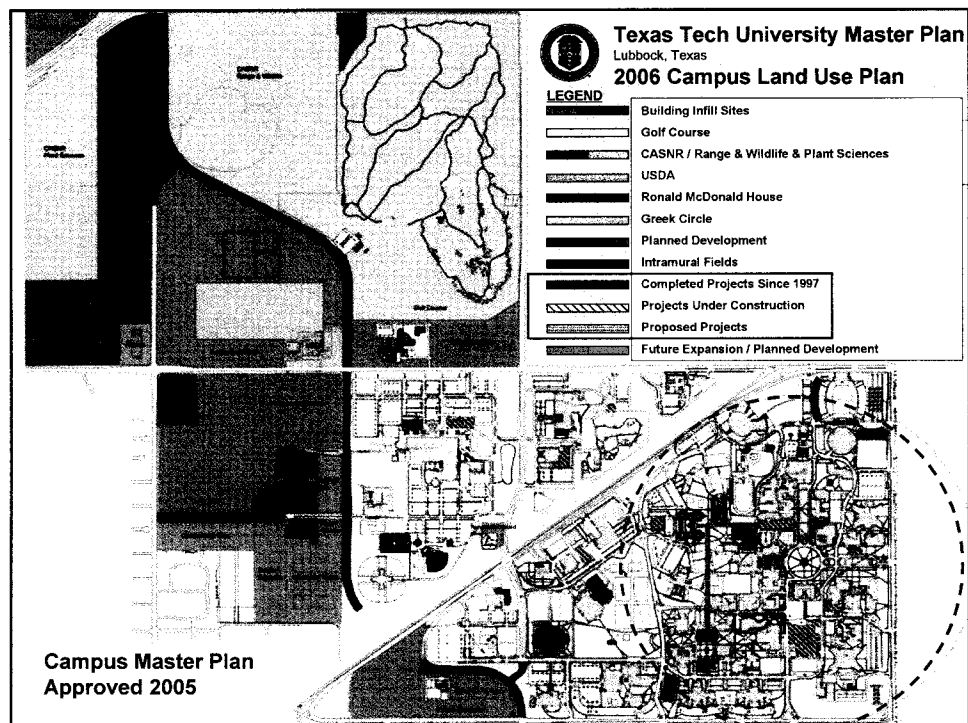 Texas Tech University Master Plan
Lubbock, Texas
2006 Campus Land Use Plan
LEGEND
Building Infill Sites
Golf Course
CASNR / Range & Wildlife & Plant Sciences
USDA
Ronald McDonald House
Greek Circle
Planned Development
Intramural Fields
Completed Projects Since 1997
Projects Under Construction
Proposed Projects
Future Expansion / Planned Development
Campus Master Plan
Approved 2005